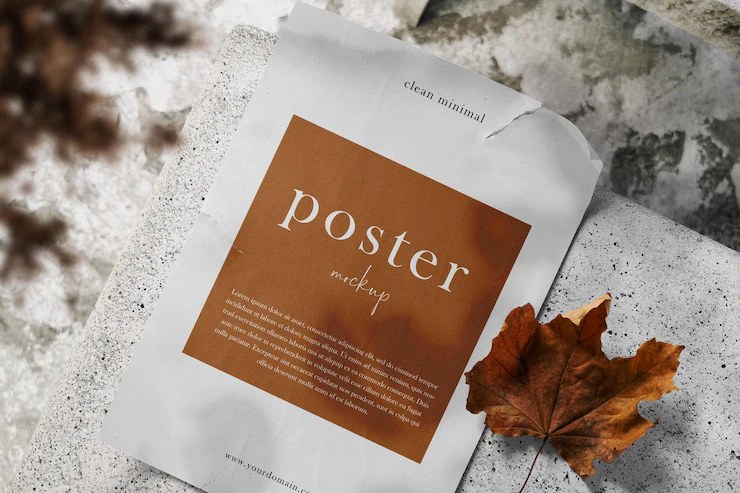 clean minimal
poster
mockup
Lorem ipsum dolor sit amet, consectetur adipiscing elit, sed do eiusmod tempor
incididunt ut labore et dolore magna aliqua. Ut enim ad minim veniam, quis nos-
trud exercitation ullamco laboris nisi ut aliquip ex ea commodo consequat. Duis
aute irure dolor in reprehenderit in voluptate velit esse cillum dolore eu fugiat
nulla pariatur. Excepteur sint occaecat cupidatat non proident, sunt in culpa qui
officia deserunt mollit anim id est laborum.
www.yourdomain.co